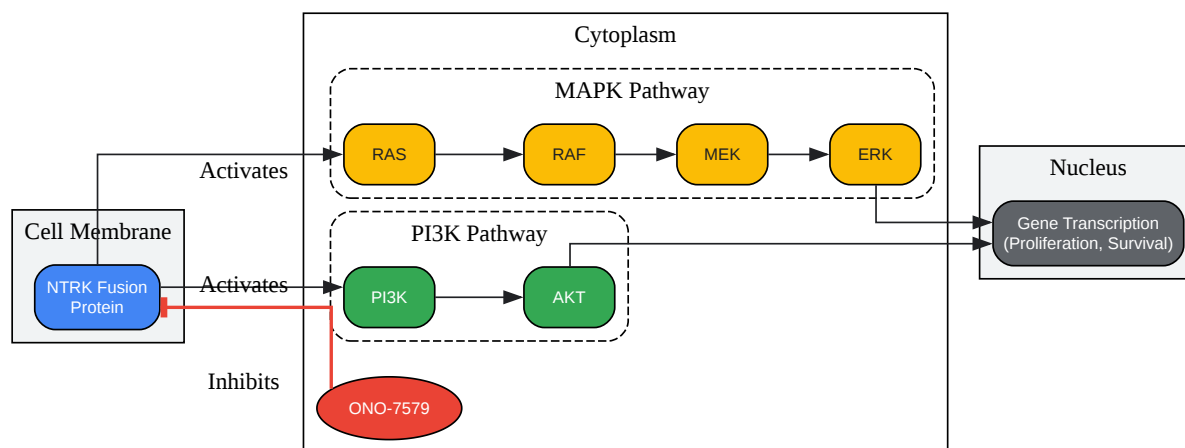 Cytoplasm
MAPK Pathway
RAS
RAF
MEK
ERK
Activates
Nucleus
Gene Transcription
(Proliferation, Survival)
Cell Membrane
NTRK Fusion
Protein
Activates
PI3K Pathway
PI3K
AKT
Inhibits
ONO-7579